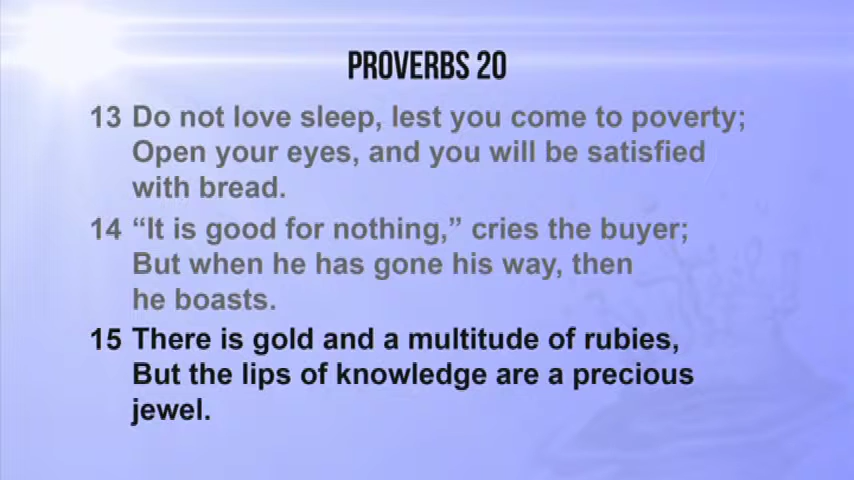 PROVERBS 20
13 Do not love sleep, lest you come to poverty;
Open your eyes, and you will be satisfied
with bread.
14 “It is good for nothing,” cries the buyer;
But when he has gone his way, then
he boasts.
15 There is gold and a multitude of rubies,
But the lips of knowledge are a precious
jewel.